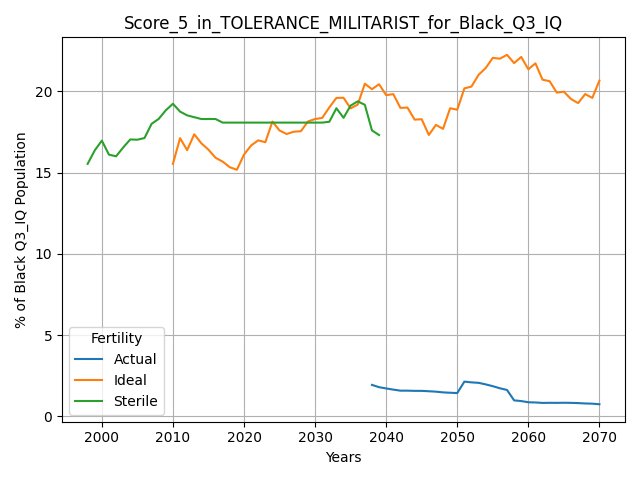 Score_5_in_TOLERANCE_MILITARIST_for_Black_Q3_IQ
% of Black Q3_IQ Population
20
15
10
5
0
Fertility
Actual
Ideal
Sterile
2000 2010 2020 2030 2040 2050 2060 2070
Years